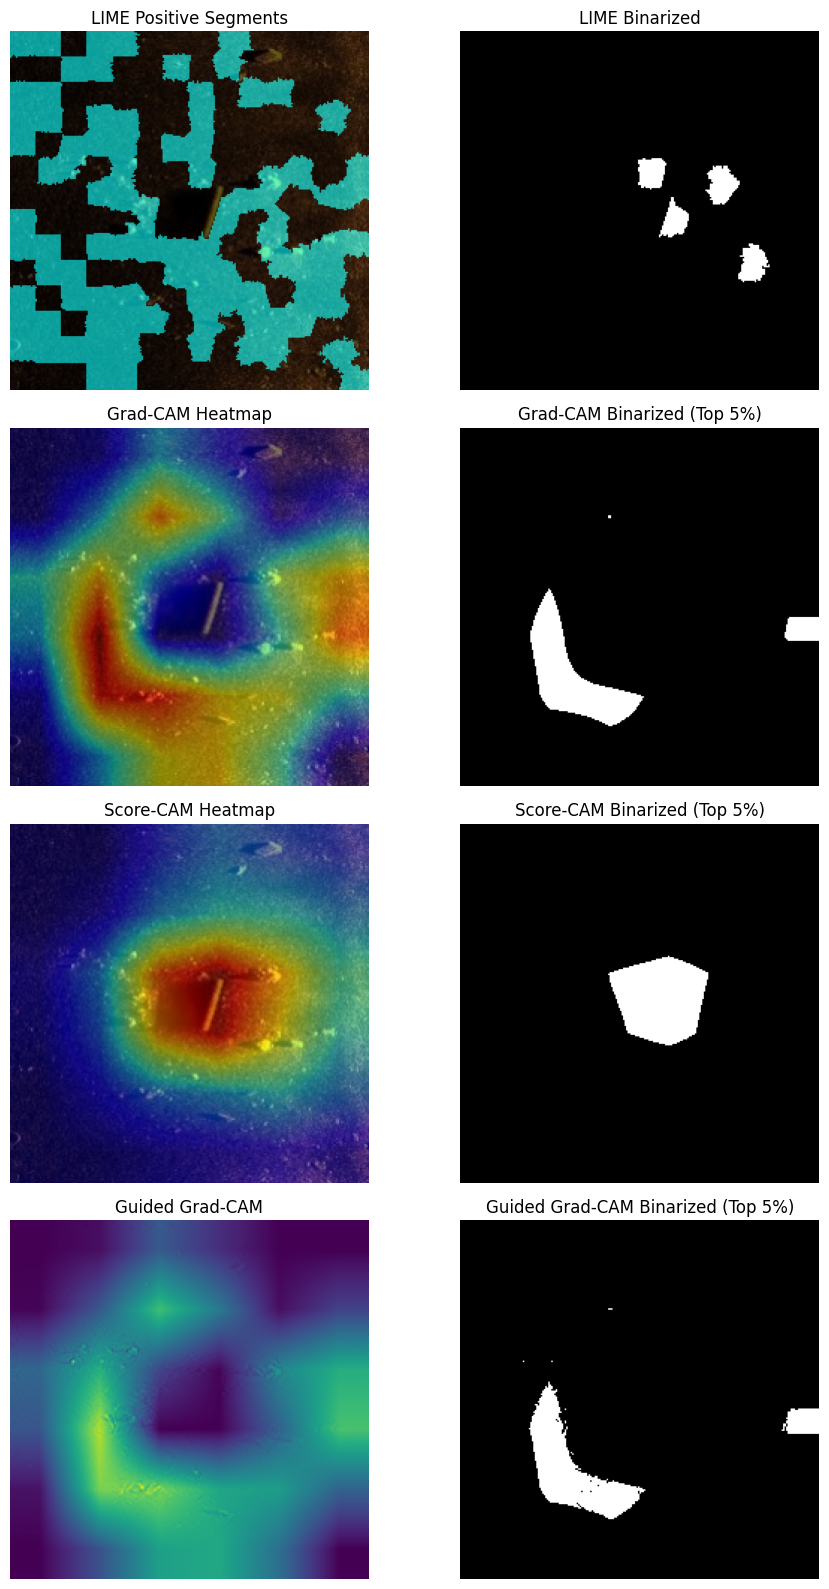 LIME Positive Segments
LIME Binarized
Grad-CAM Heatmap
Grad-CAM Binarized (Top 5%)
Score-CAM Heatmap
Score-CAM Binarized (Top 5%)
Guided Grad-CAM
Guided Grad-CAM Binarized (Top 5%)